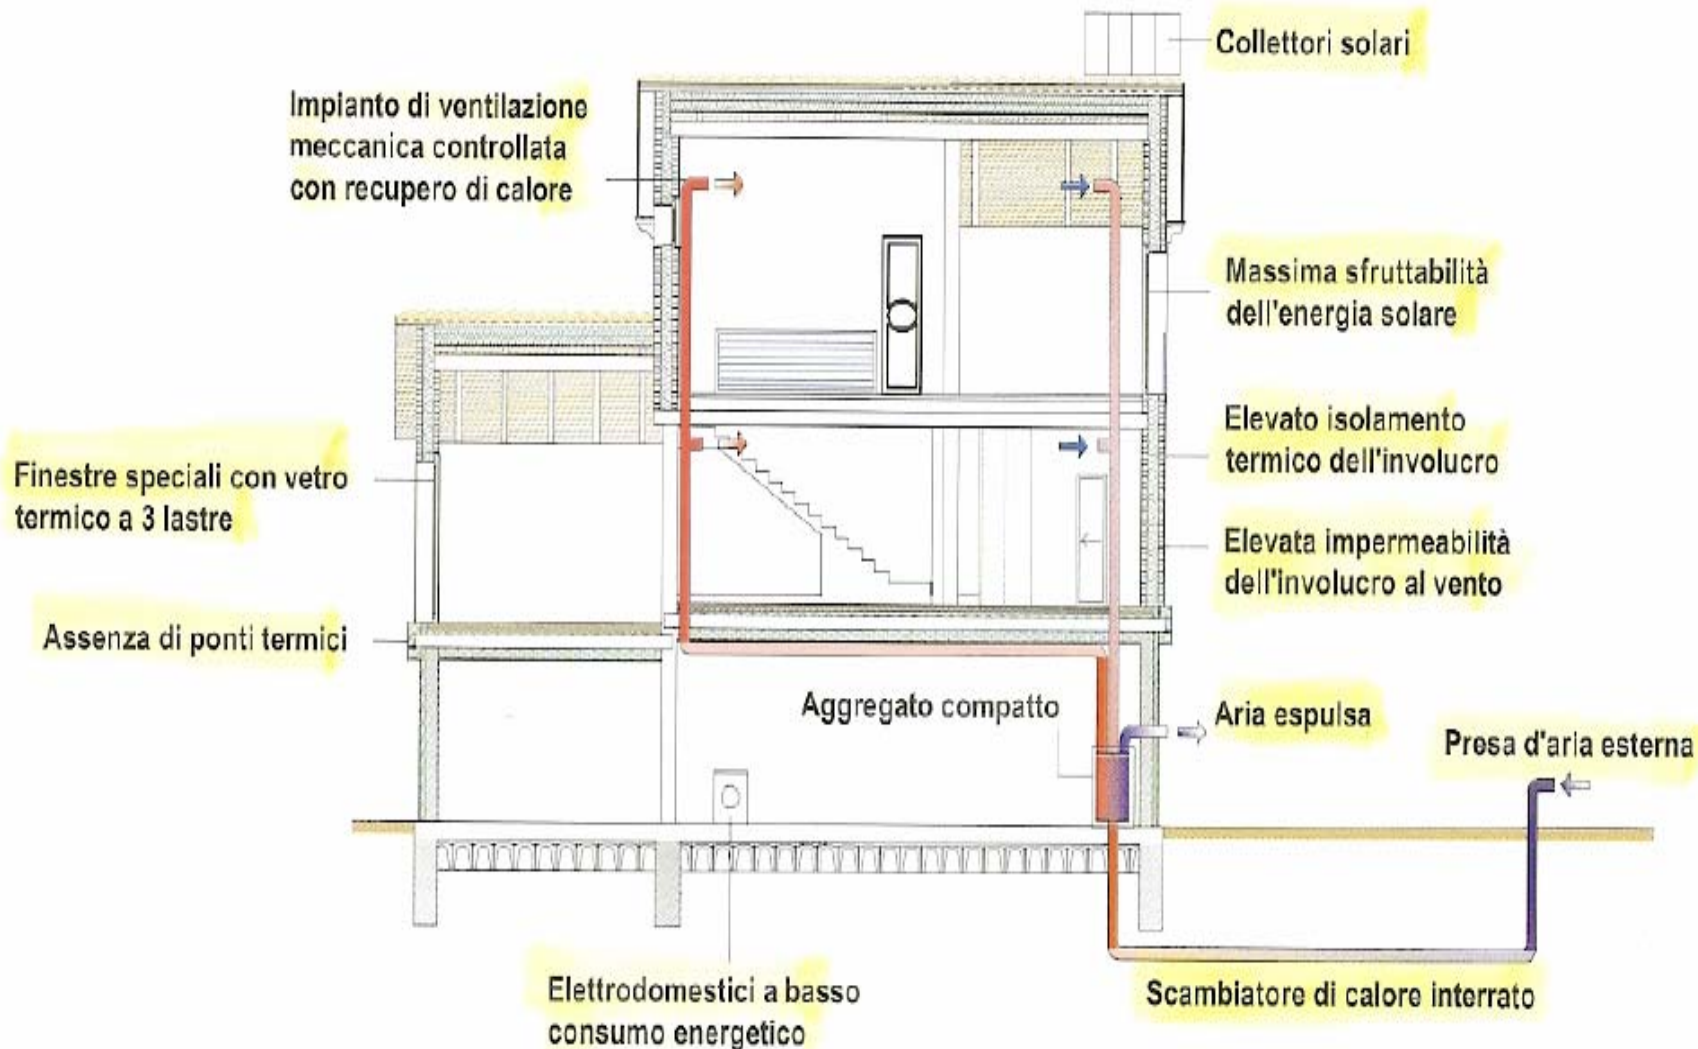 Collettori solari
Impianto di ventilazione
meccanica controllata
con recupero di calore
Massima sfruttabilità
dell'energia solare
Elevato isolamento
termico dell'involucro
Finestre speciali con vetro
termico a 3 lastre
Elevata impermeabilità
dell'involucro al vento
Assenza di ponti termici
Aggregato compatto
Aria espulsa
Presa d'aria esterna
Elettrodomestici a basso
consumo energetico
Scambiatore di calore interrato